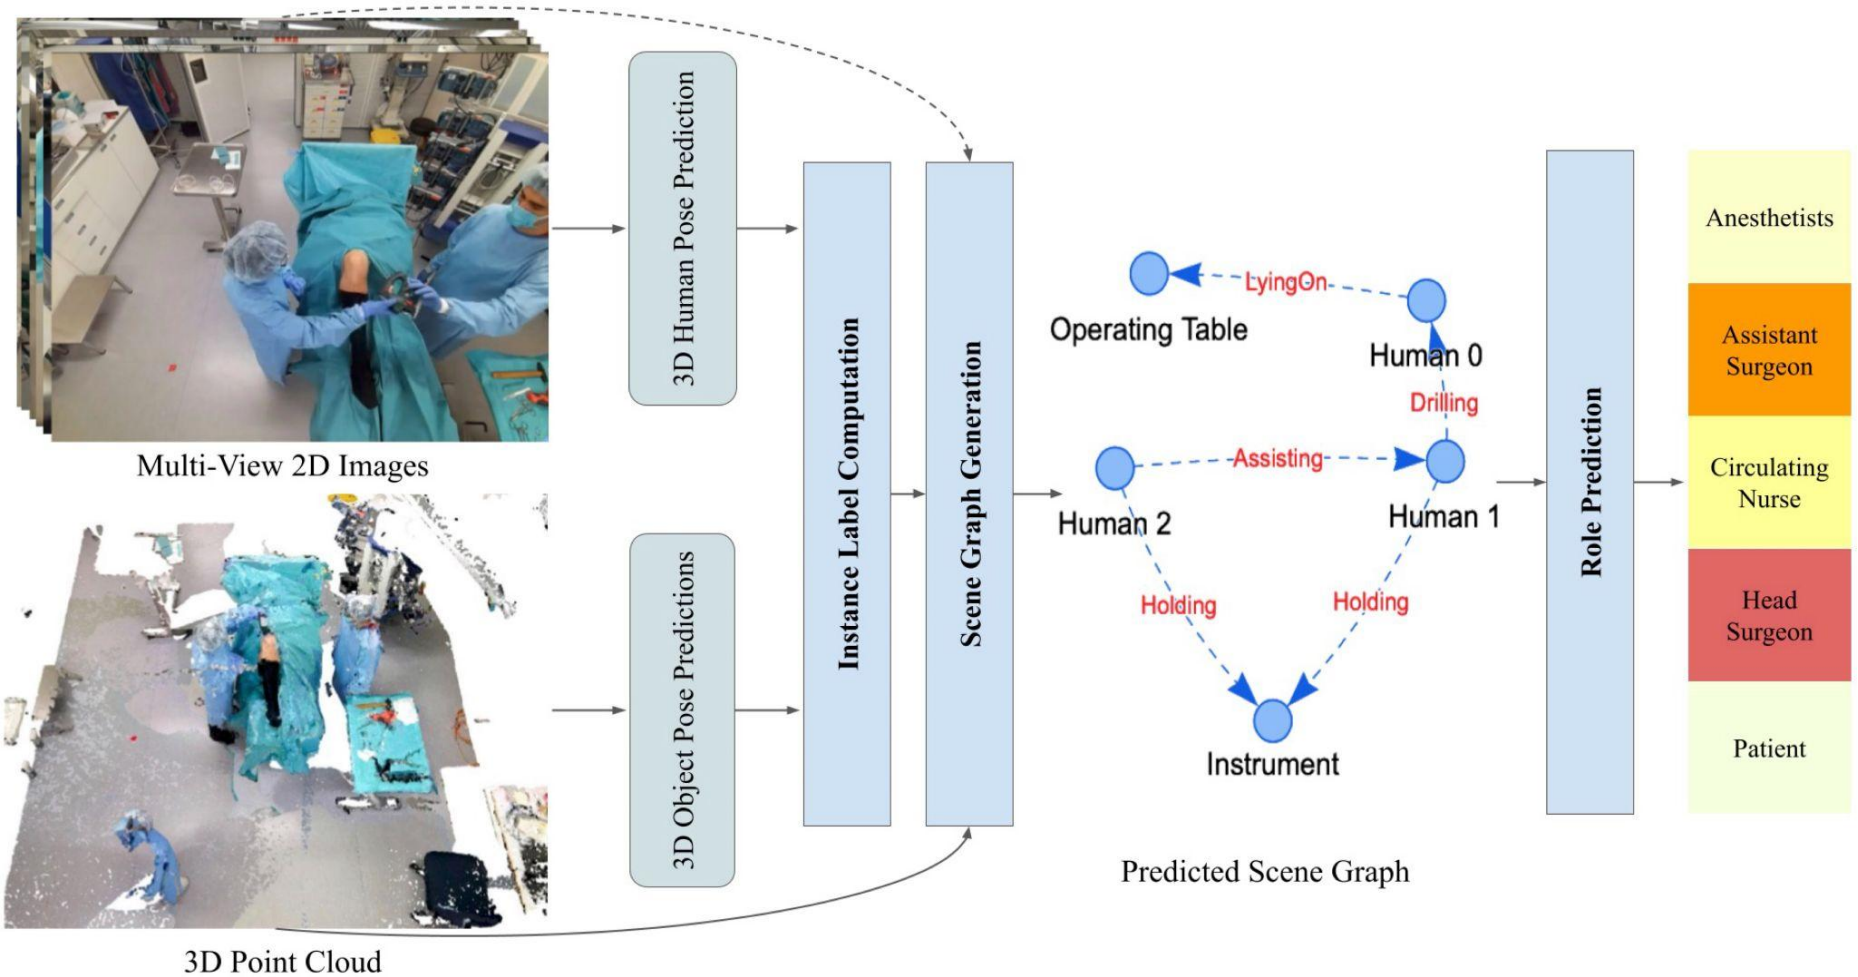 Multi-View 2D Images
3D Point Cloud
3D Human Pose Prediction
3D Object Pose Predictions
Instance Label Computation
Scene Graph Generation
LyingOn
Operating Table
Human 0
Drilling
Assisting
Human 2
Human 1
Holding
Holding
Instrument
Predicted Scene Graph
Role Prediction
Anesthetists
Assistant
Surgeon
Circulating
Nurse
Head
Surgeon
Patient